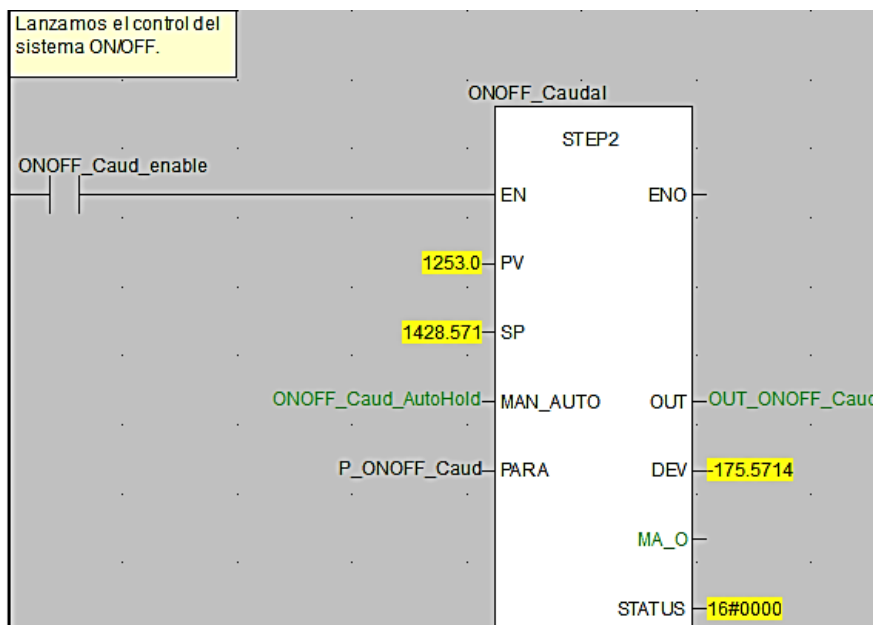 Lanzamos el control del
sistema ON/OFF.
ONOFF_Caudal
STEP2
ONOFF_Caud_enable
EN ENO
1253.0 PV
1428.571 SP
ONOFF_Caud_AutoHold MAN_AUTO OUT OUT_ONOFF_Caud
P_ONOFF_Caud PARA DEV -175.5714
MA_O
STATUS 16#0000